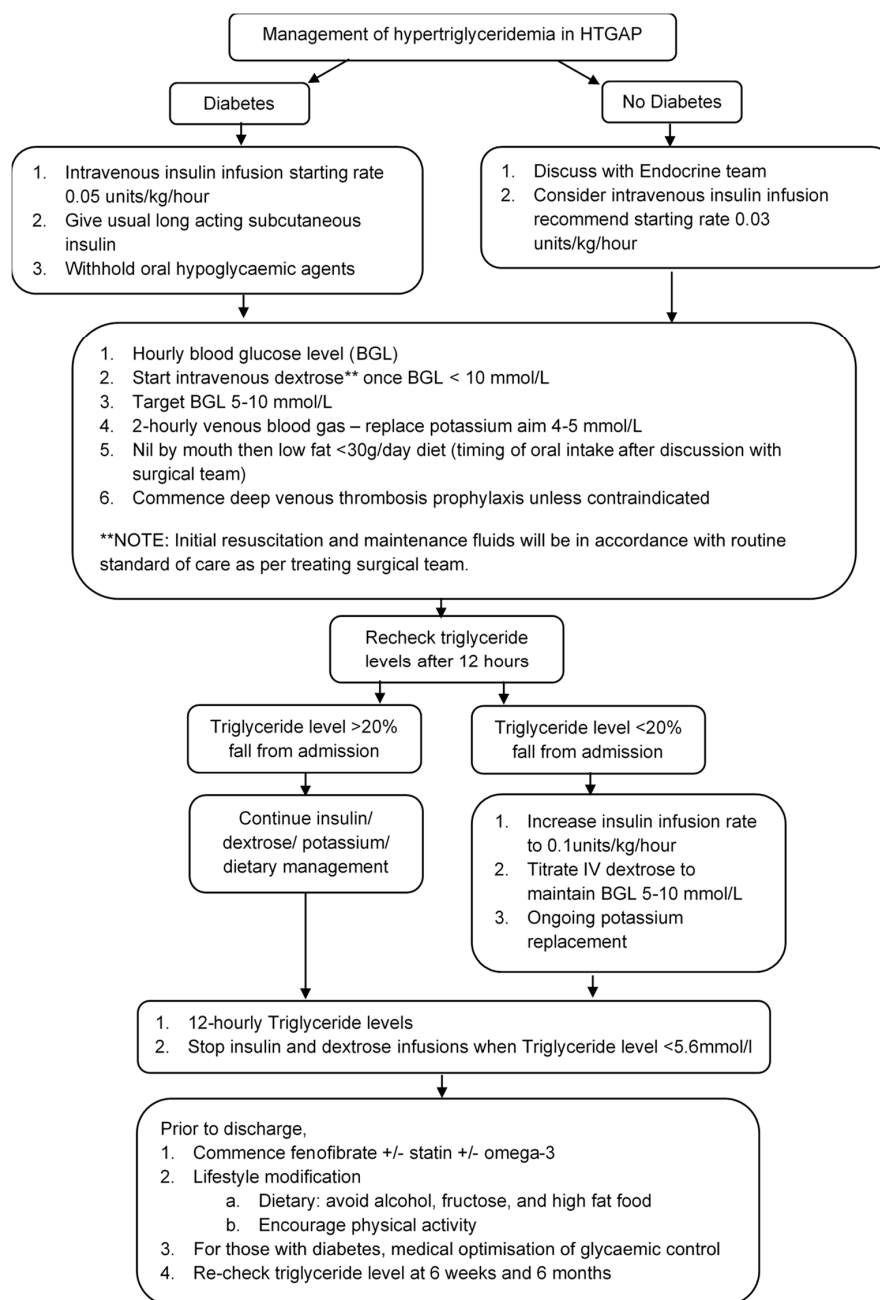 Management of hypertriglyceridemia in HTGAP
Diabetes
No Diabetes
1. Intravenous insulin infusion starting rate
0.05 units/kg/hour
2. Give usual long acting subcutaneous
insulin
3. Withhold oral hypoglycaemic agents
1. Discuss with Endocrine team
2. Consider intravenous insulin infusion
recommend starting rate 0.03
units/kg/hour
1. Hourly blood glucose level (BGL)
2. Start intravenous dextrose** once BGL < 10 mmol/L
3. Target BGL 5-10 mmol/L
4. 2-hourly venous blood gas – replace potassium aim 4-5 mmol/L
5. Nil by mouth then low fat <30g/day diet (timing of oral intake after discussion with
surgical team)
6. Commence deep venous thrombosis prophylaxis unless contraindicated
**NOTE: Initial resuscitation and maintenance fluids will be in accordance with routine
standard of care as per treating surgical team.
Recheck triglyceride
levels after 12 hours
Triglyceride level >20%
fall from admission
Triglyceride level <20%
fall from admission
Continue insulin/
dextrose/ potassium/
dietary management
1. Increase insulin infusion rate
to 0.1units/kg/hour
2. Titrate IV dextrose to
maintain BGL 5-10 mmol/L
3. Ongoing potassium
replacement
1. 12-hourly Triglyceride levels
2. Stop insulin and dextrose infusions when Triglyceride level <5.6mmol/l
Prior to discharge,
1. Commence fenofibrate +/- statin +/- omega-3
2. Lifestyle modification
a. Dietary: avoid alcohol, fructose, and high fat food
b. Encourage physical activity
3. For those with diabetes, medical optimisation of glycaemic control
4. Re-check triglyceride level at 6 weeks and 6 months